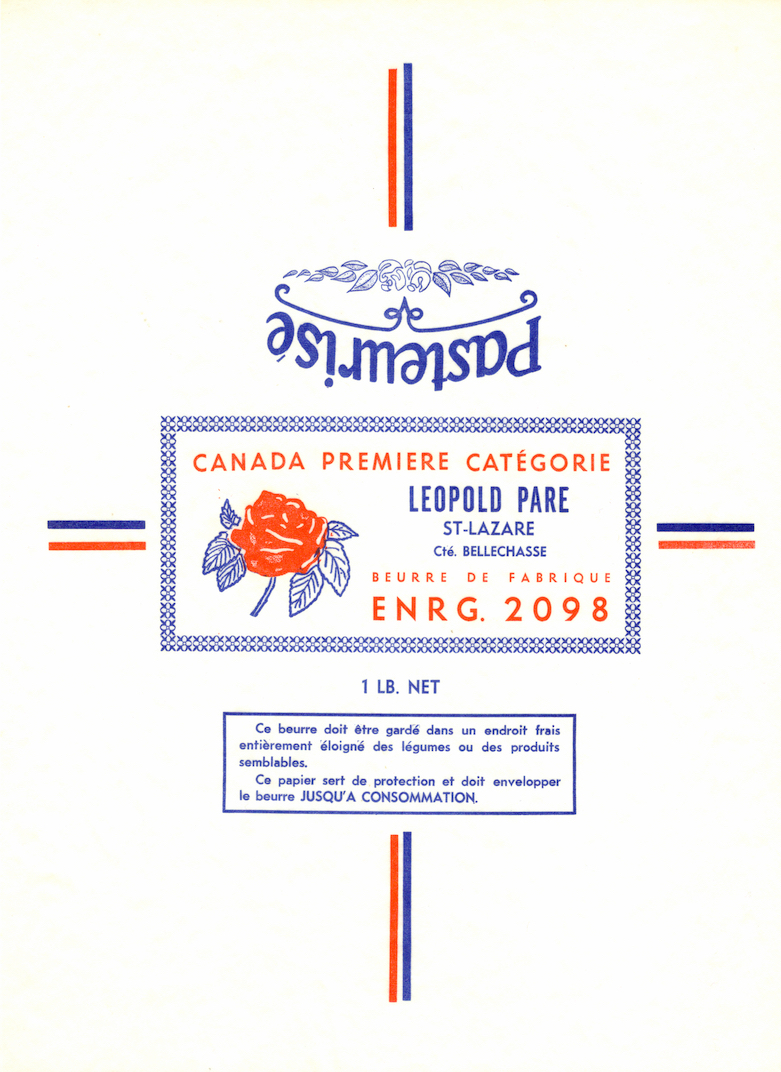 Pasteurisé
CANADA PREMIERE CATÉGORIE
LEOPOLD PARE
ST-LAZARE
Cté. BELLECHASSE
BEURRE DE FABRIQUE
ENRG. 2098
1 LB. NET
Ce beurre doit être gardé dans un endroit frais
entièrement éloigné des légumes ou des produits
semblables.
Ce papier sert de protection et doit envelopper
le beurre JUSQU'A CONSOMMATION.